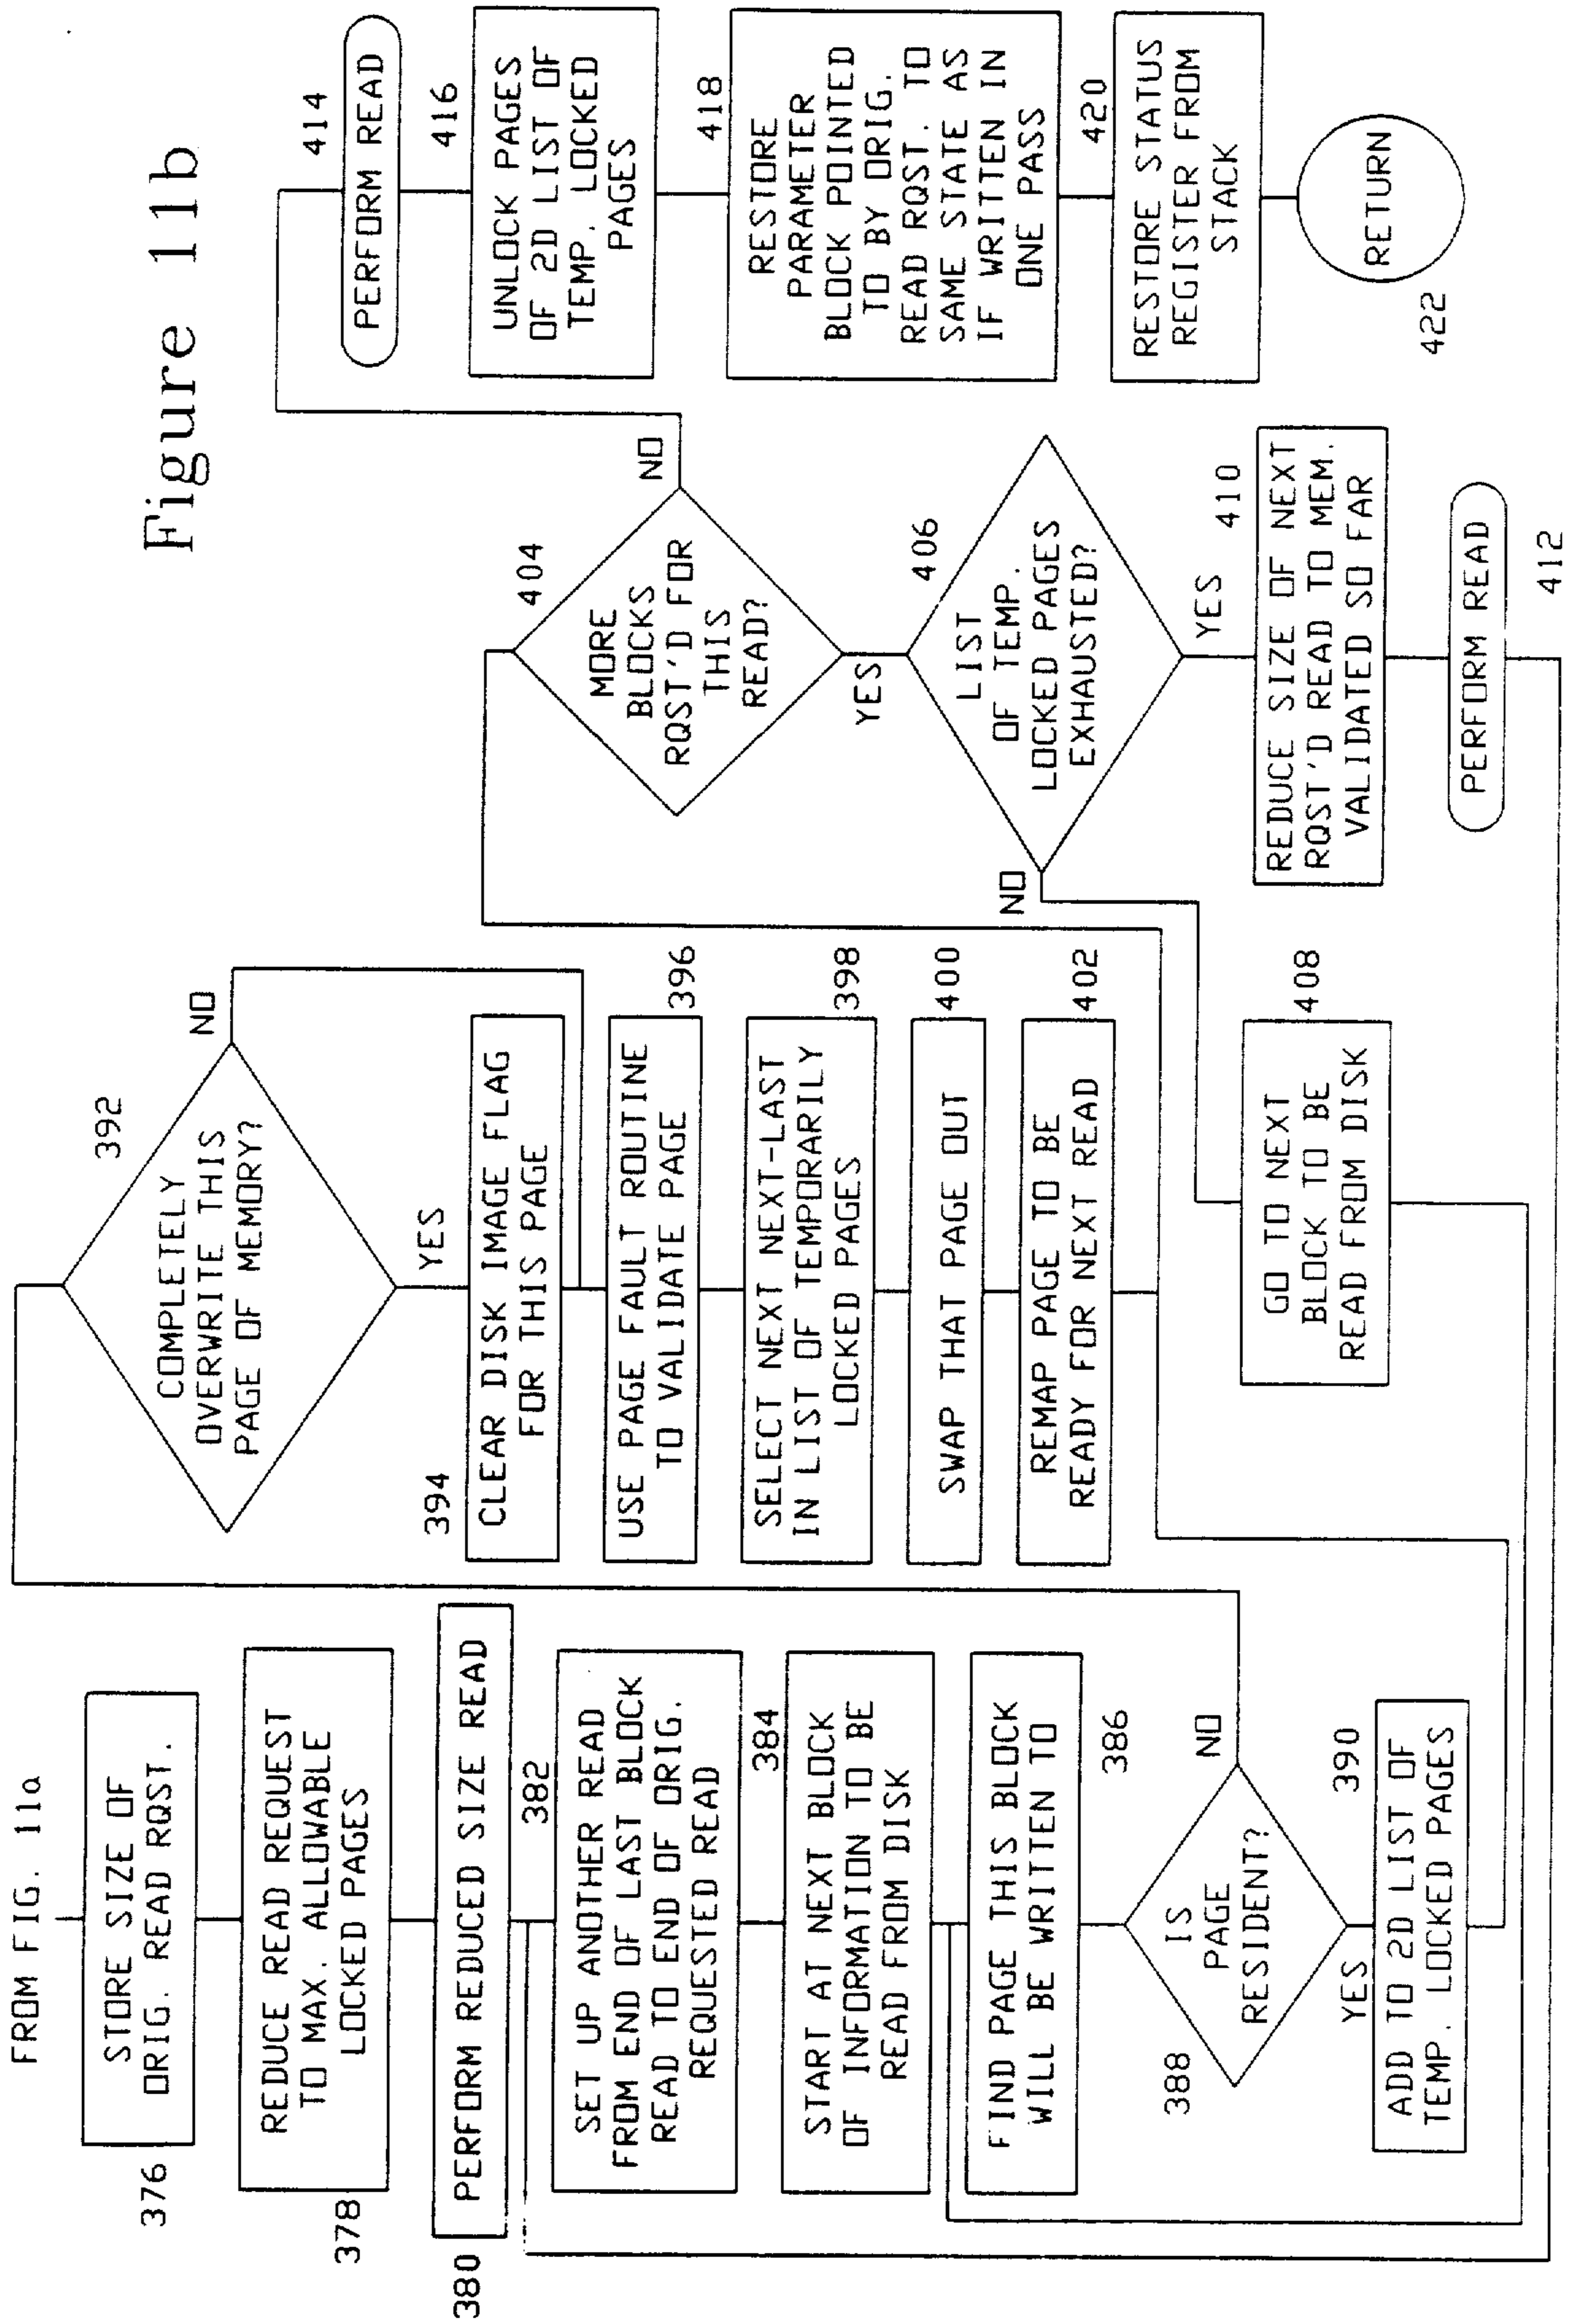 Figure 11b
FROM FIG. 11a
STORE SIZE OF
ORIG. READ RQST.
376
REDUCE READ REQUEST
TO MAX. ALLOWABLE
LOCKED PAGES
378
380
PERFORM REDUCED SIZE READ
382
SET UP ANOTHER READ
FROM END OF LAST BLOCK
READ TO END OF ORIG.
REQUESTED READ
384
START AT NEXT BLOCK
OF INFORMATION TO BE
READ FROM DISK
FIND PAGE THIS BLOCK
WILL BE WRITTEN TO
386
388
IS
PAGE
RESIDENT?
NO
YES
390
ADD TO 2D LIST OF
TEMP. LOCKED PAGES
392
COMPLETELY
OVERWRITE THIS
PAGE OF MEMORY?
NO
YES
394
CLEAR DISK IMAGE FLAG
FOR THIS PAGE
USE PAGE FAULT ROUTINE
TO VALIDATE PAGE
396
SELECT NEXT NEXT-LAST
IN LIST OF TEMPORARILY
LOCKED PAGES
398
SWAP THAT PAGE OUT
400
REMAP PAGE TO BE
READY FOR NEXT READ
402
GO TO NEXT
BLOCK TO BE
READ FROM DISK
408
404
MORE
BLOCKS
RQST'D FOR
THIS
READ?
NO
YES
406
LIST
OF TEMP.
LOCKED PAGES
EXHAUSTED?
NO
YES
410
REDUCE SIZE OF NEXT
RQST'D READ TO MEM.
VALIDATED SO FAR
PERFORM READ
412
414
PERFORM READ
416
UNLOCK PAGES
OF 2D LIST OF
TEMP. LOCKED
PAGES
418
RESTORE
PARAMETER
BLOCK POINTED
TO BY ORIG.
READ RQST. TO
SAME STATE AS
IF WRITTEN IN
ONE PASS
420
RESTORE STATUS
REGISTER FROM
STACK
RETURN
422